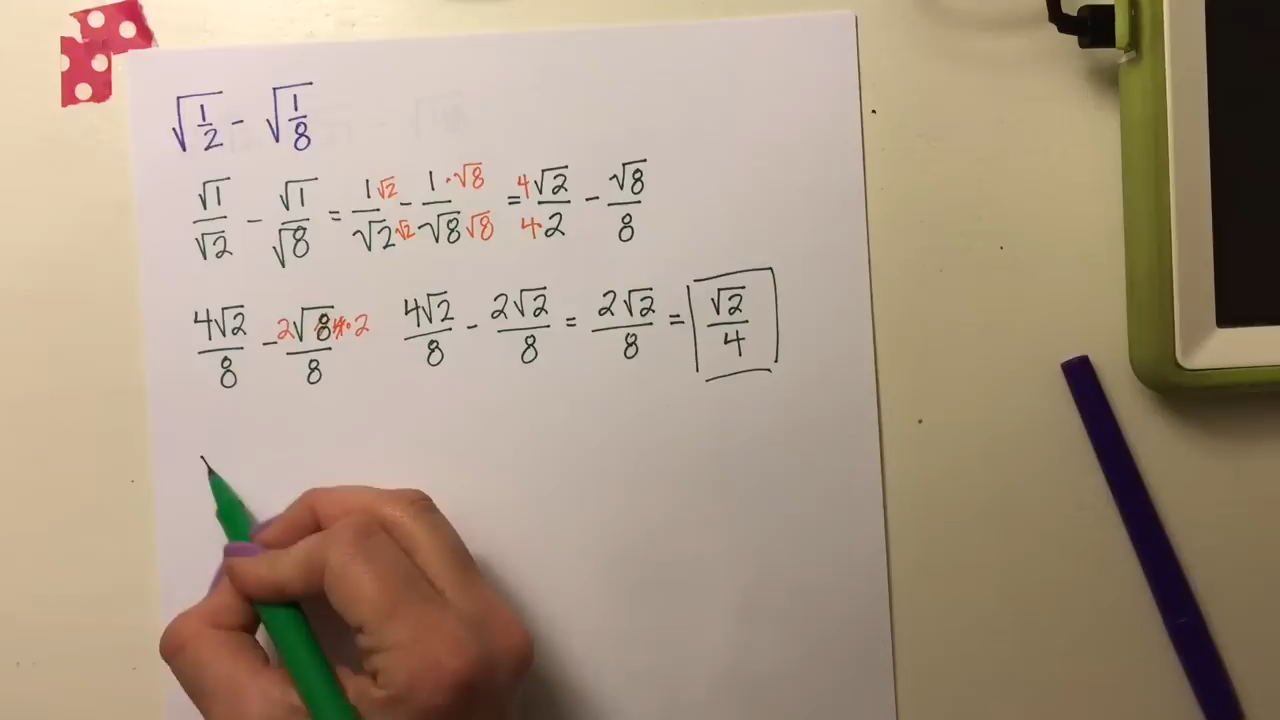 √1/2 - √1/8
√1/√2 - √1/√8 = 1√2/√2√2 - 1·√8/√8√8 = 4√2/4·2 - √8/8
4√2/8 - 2√8/8 4·2 4√2/8 - 2√2/8 = 2√2/8 = √2/4